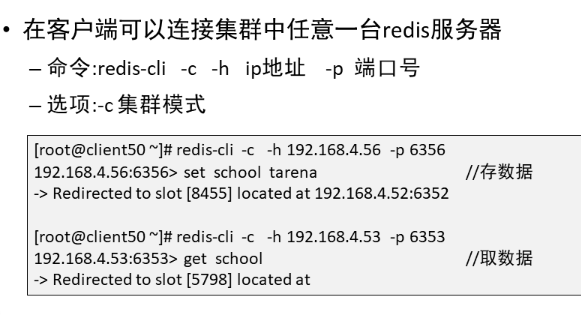 • 在客户端可以连接集群中任意一台redis服务器
– 命令:redis-cli -c -h ip地址 -p 端口号
– 选项:-c 集群模式
[root@client50 ~]# redis-cli -c -h 192.168.4.56 -p 6356
192.168.4.56:6356> set school tarena //存数据
-> Redirected to slot [8455] located at 192.168.4.52:6352
[root@client50 ~]# redis-cli -c -h 192.168.4.53 -p 6353
192.168.4.53:6353> get school //取数据
-> Redirected to slot [5798] located at